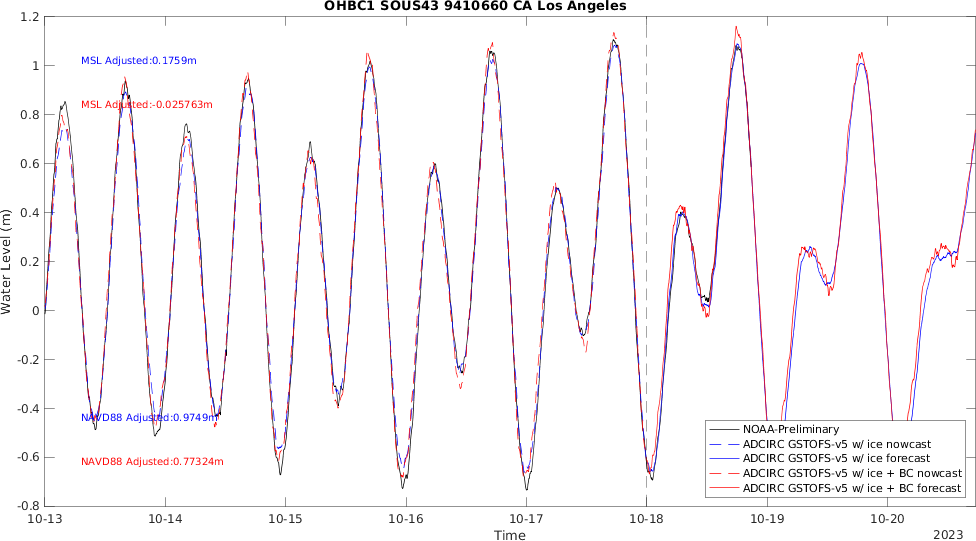 OHBC1 SOUS43 9410660 CA Los Angeles
1.2
1
0.8
0.6
0.4
0.2
0
-0.2
-0.4
-0.6
-0.8
Water Level (m)
MSL Adjusted:0.1759m
MSL Adjusted:-0.025763m
NAVD88 Adjusted:0.9749m
NAVD88 Adjusted:0.77324m
NOAA-Preliminary
ADCIRC GSTOFS-v5 w/ ice nowcast
ADCIRC GSTOFS-v5 w/ ice forecast
ADCIRC GSTOFS-v5 w/ ice + BC nowcast
ADCIRC GSTOFS-v5 w/ ice + BC forecast
10-13 10-14 10-15 10-16 10-17 10-18 10-19 10-20
Time
2023